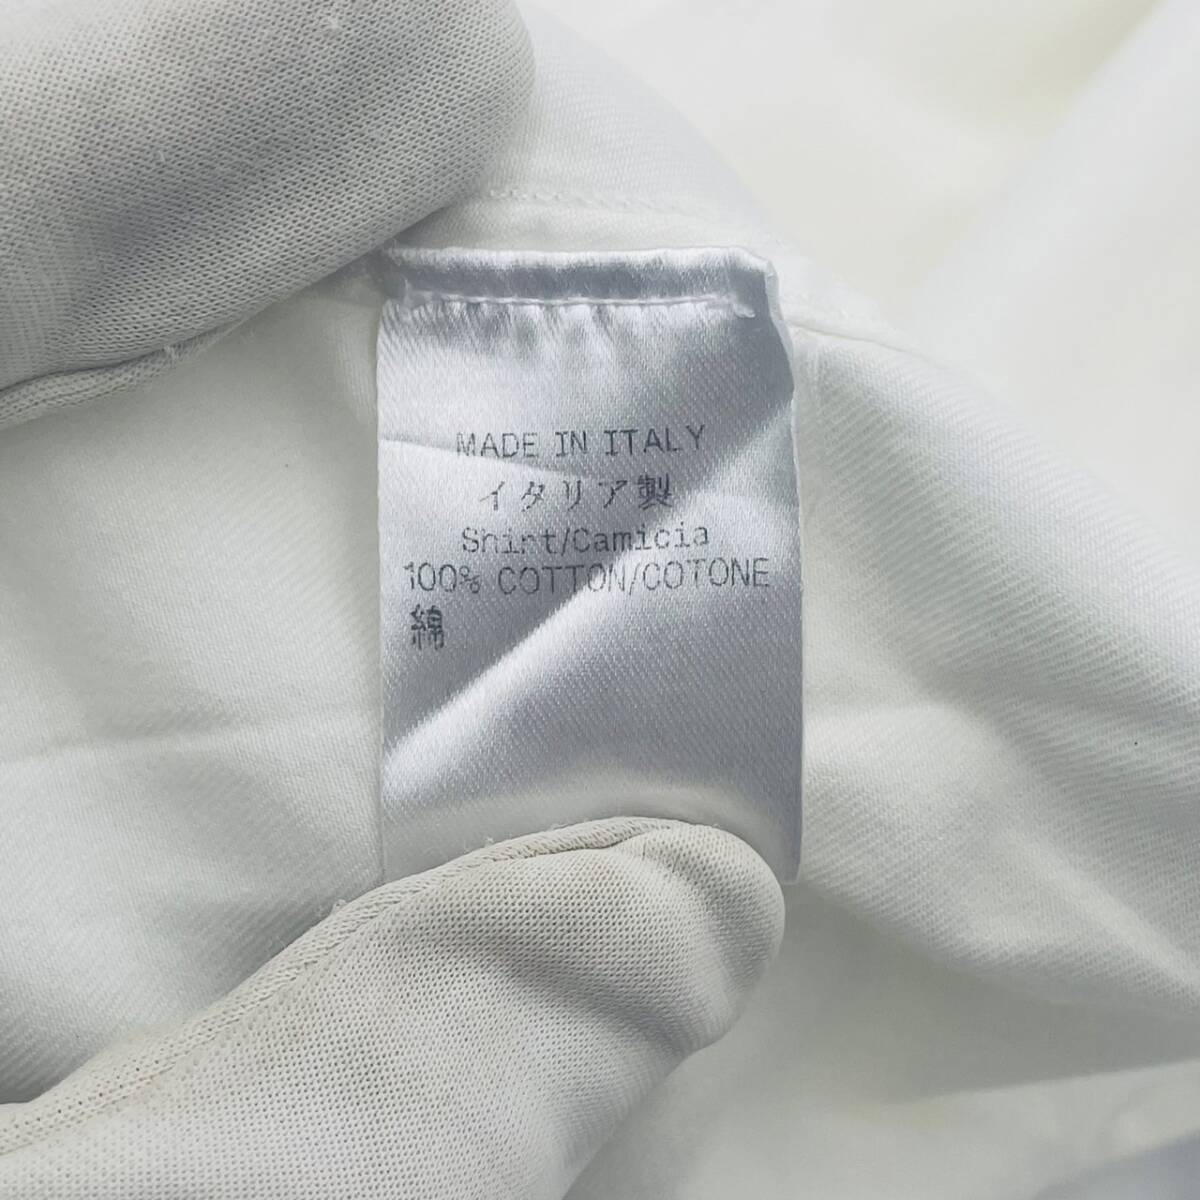 MADE IN ITALY
イタリア製
Shirt/Camicia
100% COTTON/COTONE
綿